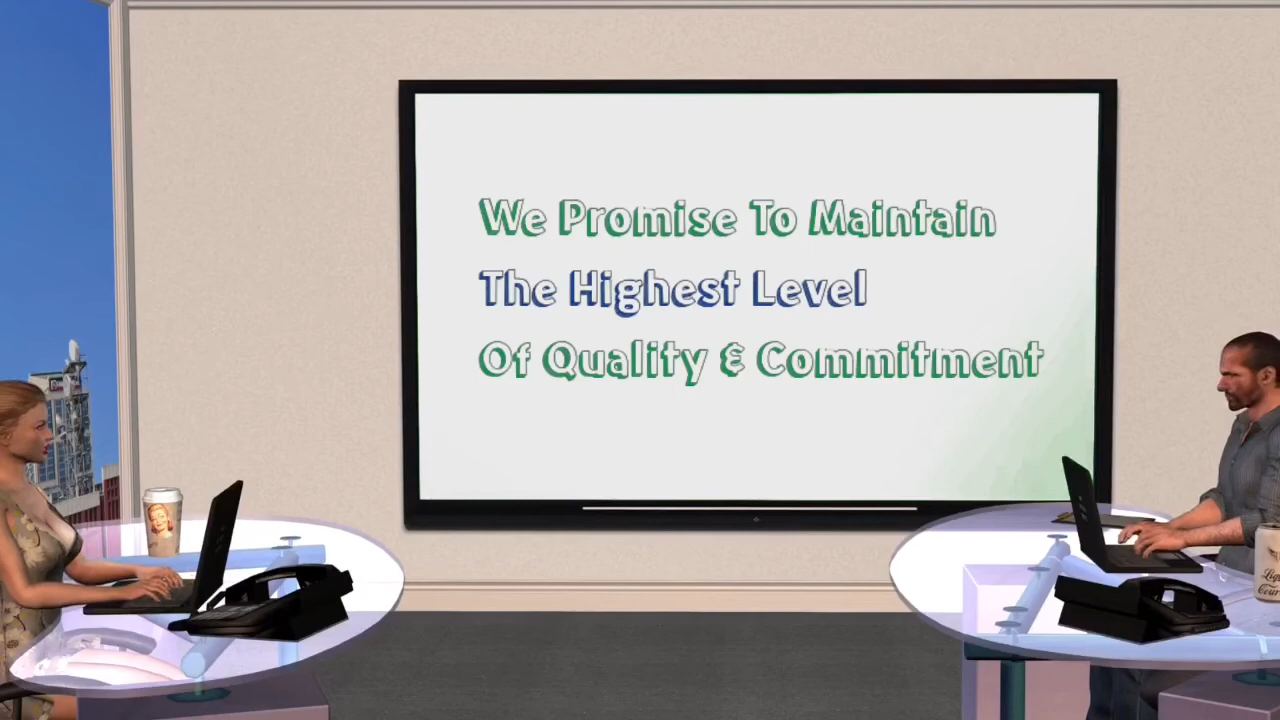 We Promise To Maintain
The Highest Level
Of Quality & Commitment